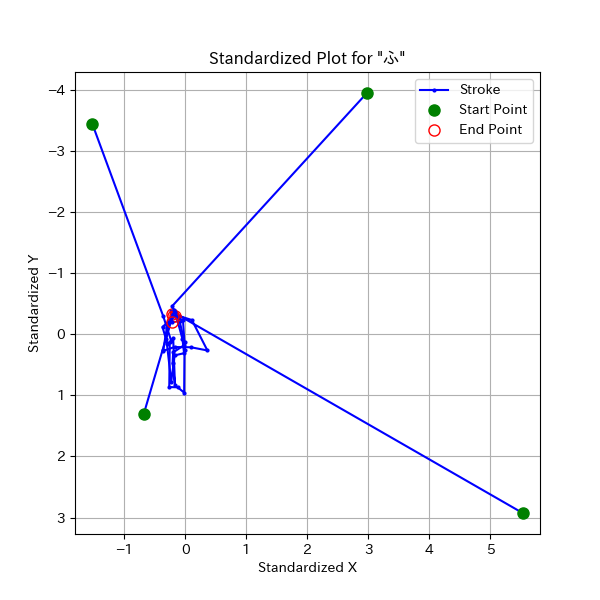 Standardized Plot for "ふ"
Stroke
Start Point
End Point
Standardized Y
−4
−3
−2
−1
0
1
2
3
−1 0 1 2 3 4 5
Standardized X